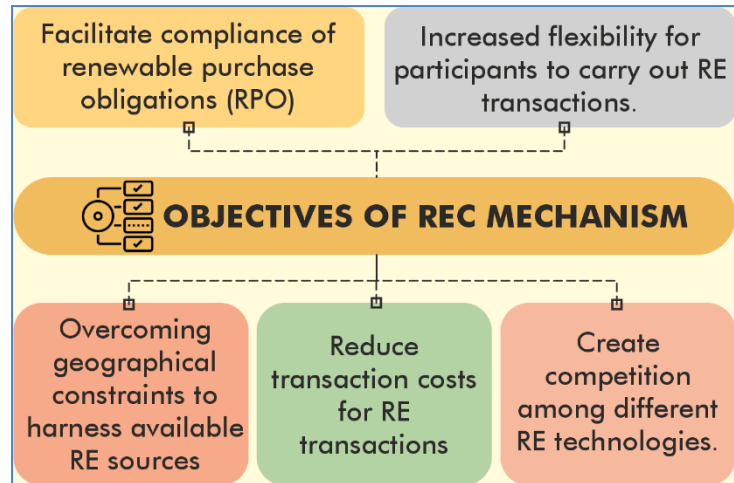 Facilitate compliance of
renewable purchase
obligations (RPO)
Increased flexibility for
participants to carry out RE
transactions.
OBJECTIVES OF REC MECHANISM
Overcoming
geographical
constraints to
harness available
RE sources
Reduce
transaction costs
for RE
transactions
Create
competition
among different
RE technologies.